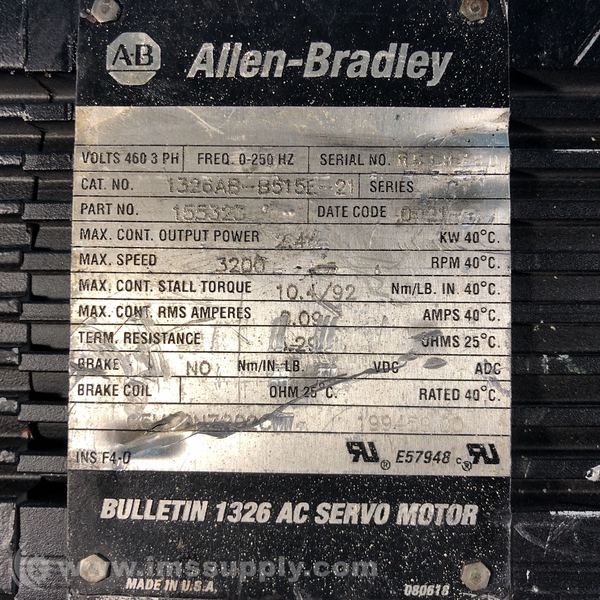 A-B Allen-Bradley
VOLTS 460 3 PH FREQ. 0-250 HZ SERIAL NO.
CAT. NO. 1326AB-B515E-21 SERIES
PART NO. 155323 DATE CODE
MAX. CONT. OUTPUT POWER KW 40°C.
MAX. SPEED 3200 RPM 40°C.
MAX. CONT. STALL TORQUE 10.4/92 Nm/LB. IN. 40°C.
MAX. CONT. RMS AMPERES AMPS 40°C.
TERM. RESISTANCE OHMS 25°C.
BRAKE NO Nm/IN. LB. VDC ADC
BRAKE COIL OHM 25°C. RATED 40°C.
INS F4-0 ® E57948 c ®
BULLETIN 1326 AC SERVO MOTOR
MADE IN U.S.A. 080618
www.imssupply.com